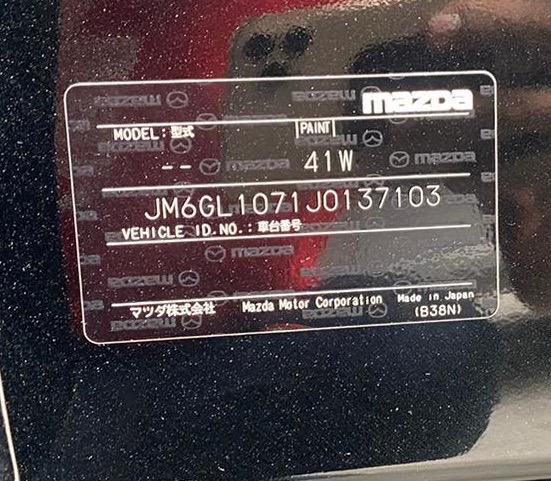 mazda
MODEL:型式 PAINT
-- 41W
JM6GL1071J0137103
VEHICLE ID.NO.:車台番号
マツダ株式会社 Mazda Motor Corporation Made in Japan
(B38N)